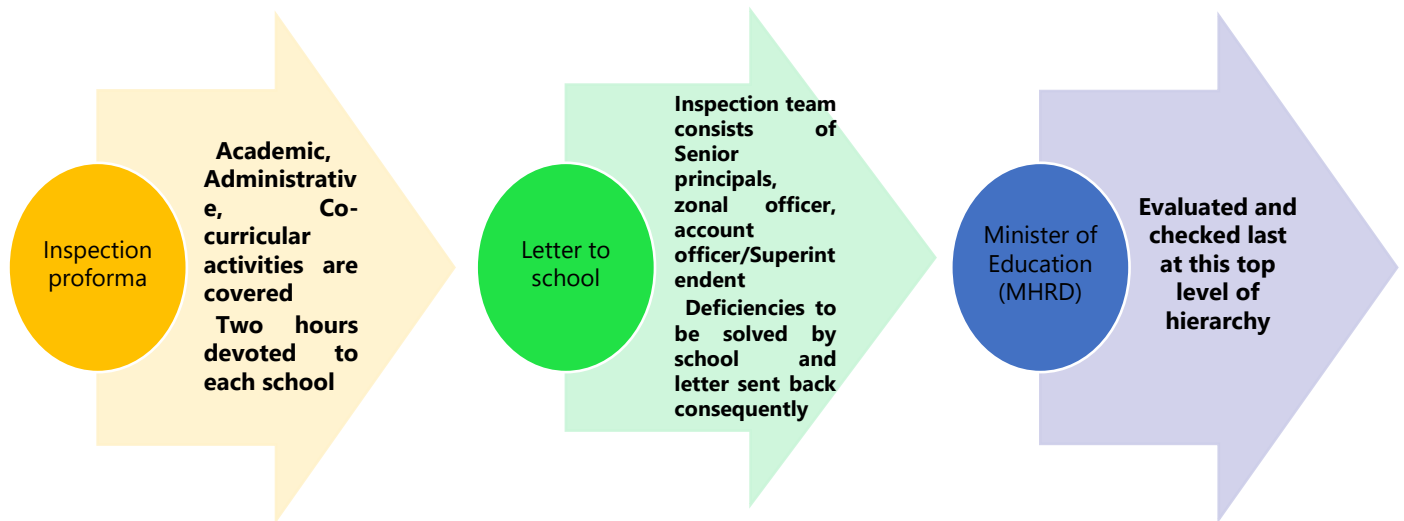 Inspection
proforma
Academic,
Administrativ
e, Co-
curricular
activities are
covered
Two hours
devoted to
each school
Letter to
school
Inspection team
consists of
Senior
principals,
zonal officer,
account
officer/Superint
endent
Deficiencies to
be solved by
school and
letter sent back
consequently
Minister of
Education
(MHRD)
Evaluated and
checked last
at this top
level of
hierarchy